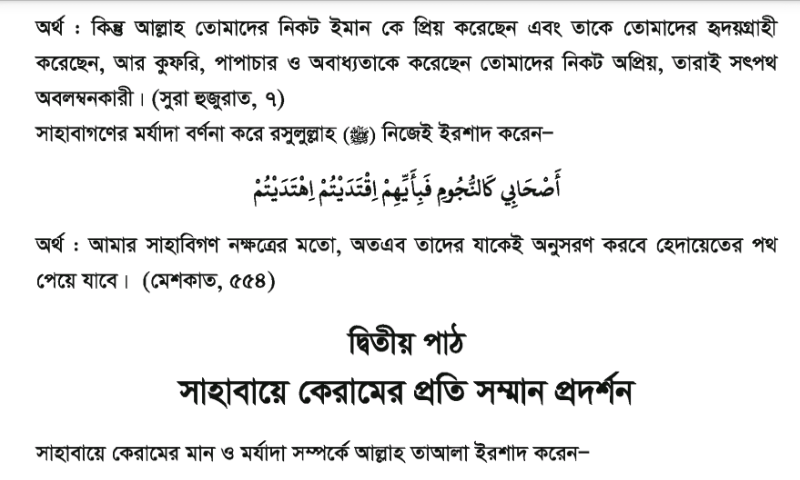 অর্থ : কিন্তু আল্লাহ তোমাদের নিকট ইমান কে প্রিয় করেছেন এবং তাকে তোমাদের হৃদয়গ্রাহী
করেছেন, আর কুফরি, পাপাচার ও অবাধ্যতাকে করেছেন তোমাদের নিকট অপ্রিয়, তারাই সৎপথ
অবলম্বনকারী। (সুরা হুজুরাত, ৭)
সাহাবাগণের মর্যাদা বর্ণনা করে রসুলুল্লাহ (ﷺ) নিজেই ইরশাদ করেন–
أَصْحَابِي كَالنُّجُومِ فَبِأَيِّهِمْ اِقْتَدَيْتُمْ اِهْتَدَيْتُمْ
অর্থ : আমার সাহাবিগণ নক্ষত্রের মতো, অতএব তাদের যাকেই অনুসরণ করবে হেদায়েতের পথ
পেয়ে যাবে। (মেশকাত, ৫৫৪)
দ্বিতীয় পাঠ
সাহাবায়ে কেরামের প্রতি সম্মান প্রদর্শন
সাহাবায়ে কেরামের মান ও মর্যাদা সম্পর্কে আল্লাহ তাআলা ইরশাদ করেন–